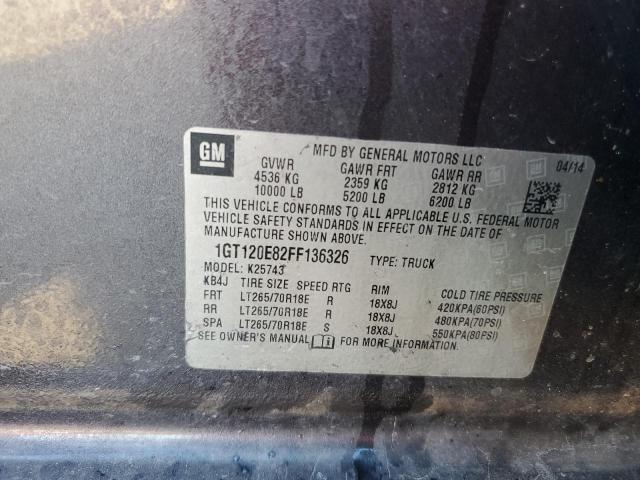 GM
MFD BY GENERAL MOTORS LLC 04/14
GVWR GAWR FRT GAWR RR
4536 KG 2359 KG 2812 KG
10000 LB 5200 LB 6200 LB
THIS VEHICLE CONFORMS TO ALL APPLICABLE U.S. FEDERAL MOTOR
VEHICLE SAFETY STANDARDS IN EFFECT ON THE DATE OF
MANUFACTURE SHOWN ABOVE.
1GT120E82FF136326 TYPE: TRUCK
MODEL: K25743
KB4J TIRE SIZE SPEED RTG RIM COLD TIRE PRESSURE
FRT LT265/70R18E R 18X8J 420KPA(60PSI)
RR LT265/70R18E R 18X8J 480KPA(70PSI)
SPA LT265/70R18E S 18X8J 550KPA(80PSI)
SEE OWNER'S MANUAL FOR MORE INFORMATION.